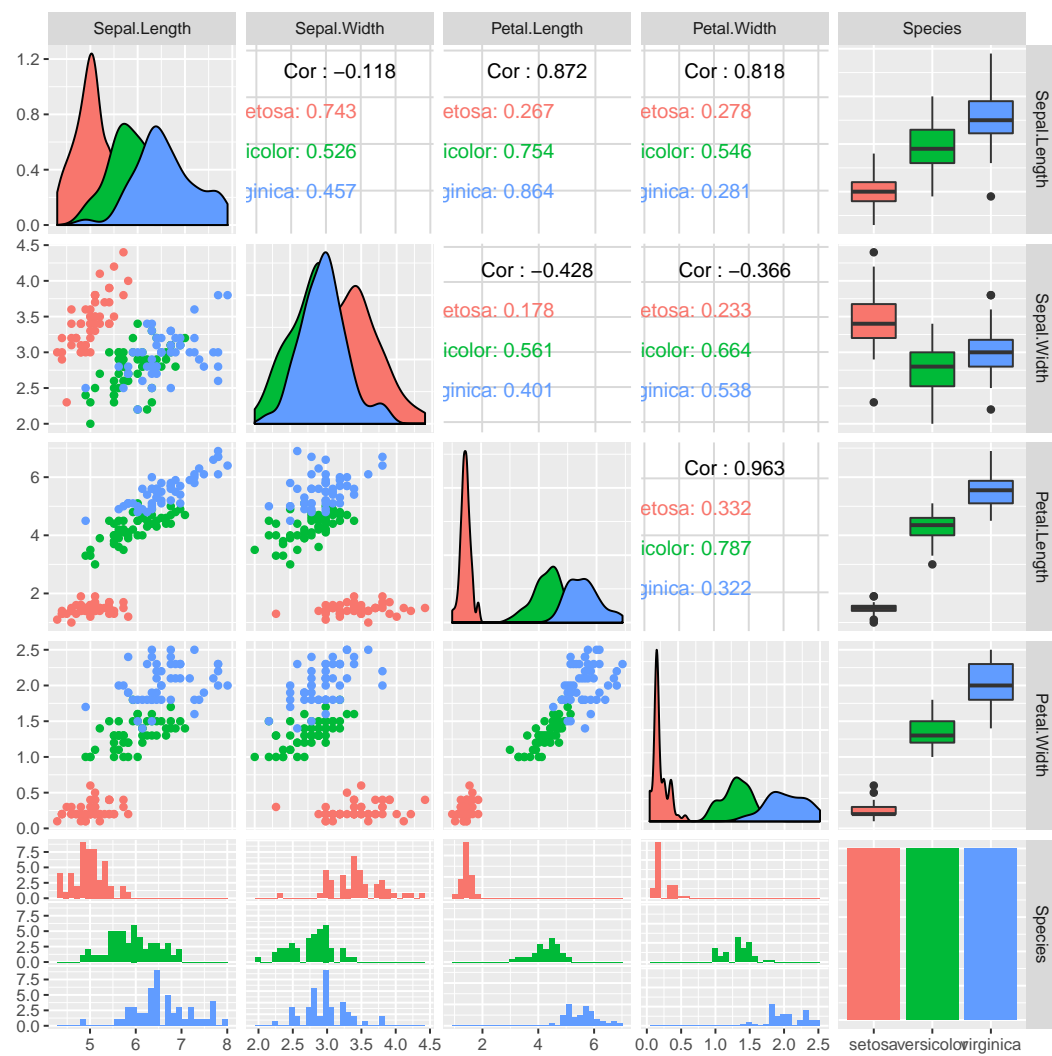 Sepal.Length Sepal.Width Petal.Length Petal.Width Species
1.2
0.8
0.4
0.0
Cor : −0.118
etosa: 0.743
icolor: 0.526
ginica: 0.457
Cor : 0.872
etosa: 0.267
icolor: 0.754
ginica: 0.864
Cor : 0.818
etosa: 0.278
icolor: 0.546
ginica: 0.281
Sepal.Length
4.5
4.0
3.5
3.0
2.5
2.0
Cor : −0.428
etosa: 0.178
icolor: 0.561
ginica: 0.401
Cor : −0.366
etosa: 0.233
icolor: 0.664
ginica: 0.538
Sepal.Width
6
4
2
Cor : 0.963
etosa: 0.332
icolor: 0.787
ginica: 0.322
Petal.Length
2.5
2.0
1.5
1.0
0.5
0.0
Petal.Width
7.5
5.0
2.5
0.0
7.5
5.0
2.5
0.0
7.5
5.0
2.5
0.0
Species
5 6 7 8 2.0 2.5 3.0 3.5 4.0 4.5 2 4 6 0.0 0.5 1.0 1.5 2.0 2.5 setosa versicolor virginica